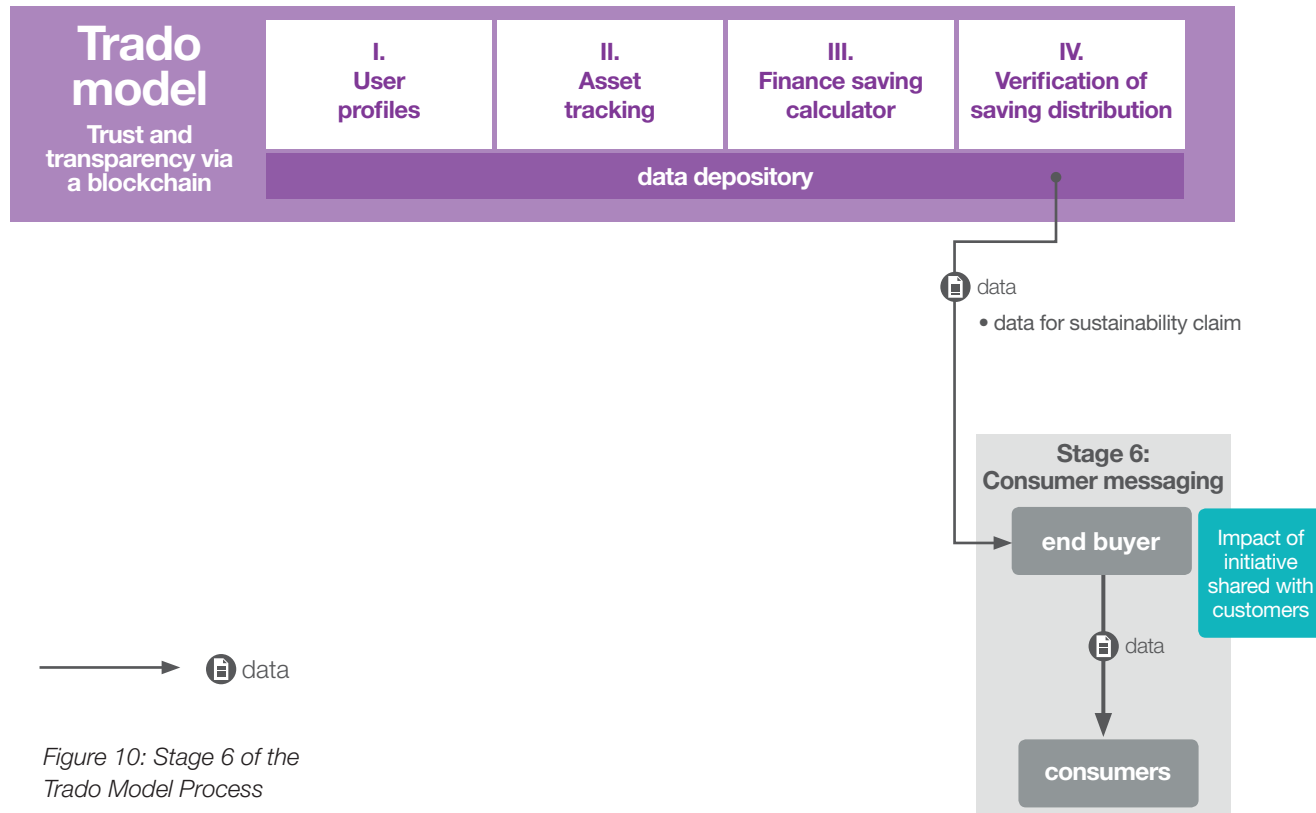 Trado
model
Trust and
transparency via
a blockchain
I.
User
profiles
II.
Asset
tracking
III.
Finance saving
calculator
IV.
Verification of
saving distribution
data depository
data
• data for sustainability claim
Stage 6:
Consumer messaging
end buyer
Impact of
initiative
shared with
customers
data
consumers
data
Figure 10: Stage 6 of the
Trado Model Process